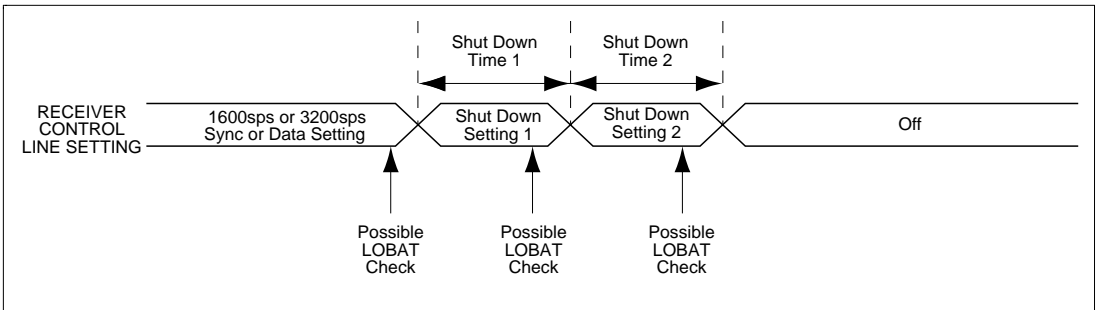 Shut Down
Time 1
Shut Down
Time 2
RECEIVER
CONTROL
LINE SETTING
1600sps or 3200sps
Sync or Data Setting
Shut Down
Setting 1
Shut Down
Setting 2
Off
Possible
LOBAT
Check
Possible
LOBAT
Check
Possible
LOBAT
Check